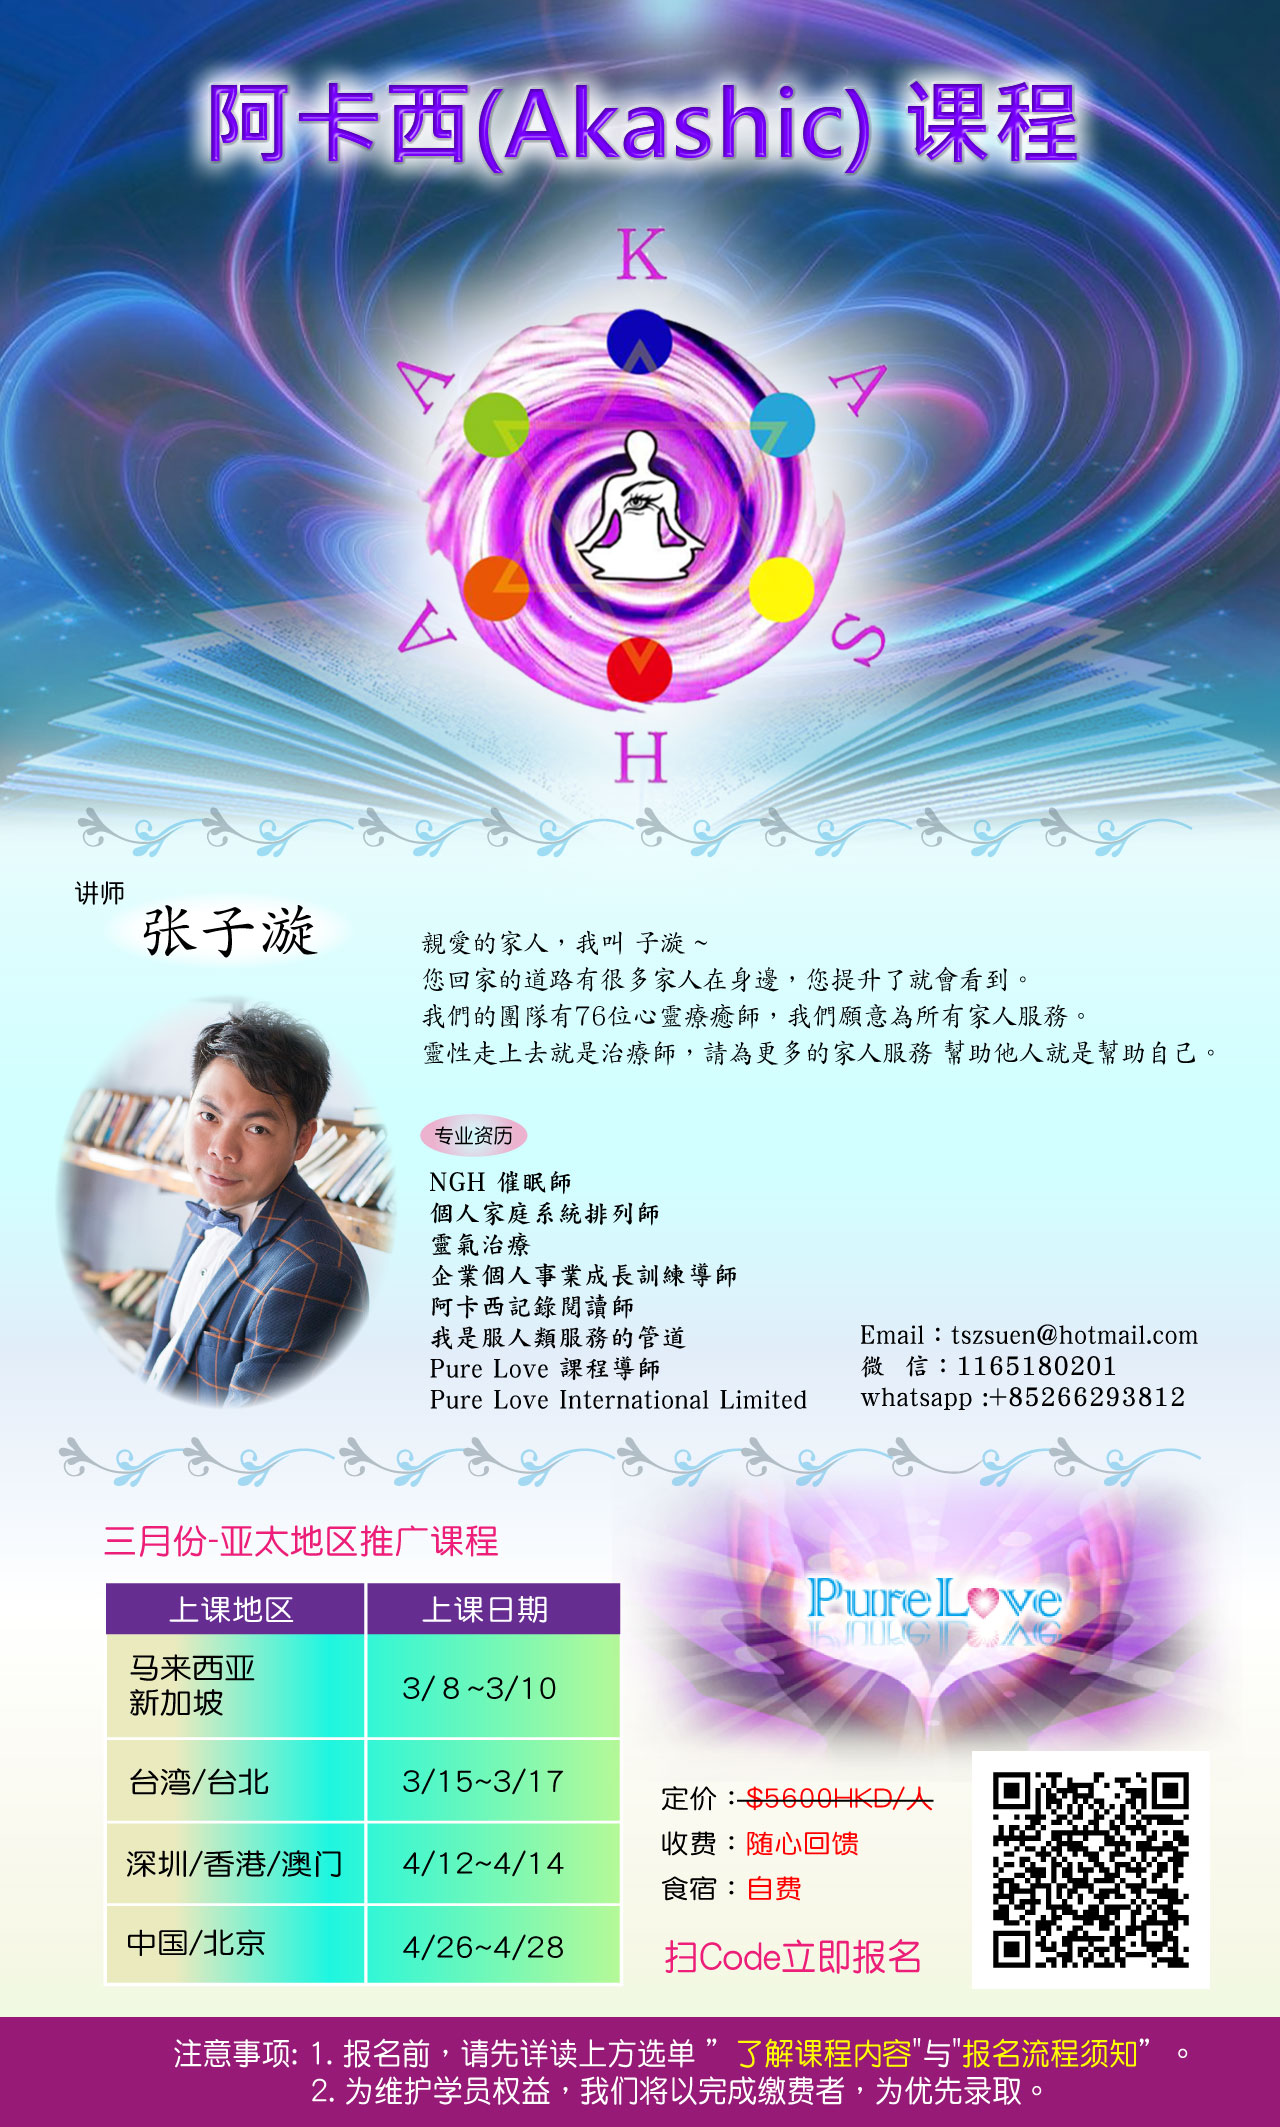 阿卡西(Akashic) 课程
K
A
A
A
S
H
讲师
张子漩
親愛的家人，我叫 子漩 ~
您回家的道路有很多家人在身邊，您提升了就會看到。
我們的團隊有76位心靈療癒師，我們願意為所有家人服務。
靈性走上去就是治療師，請為更多的家人服務 幫助他人就是幫助自己。
专业资历
NGH 催眠師
個人家庭系統排列師
靈氣治療
企業個人事業成長訓練導師
阿卡西記錄閱讀師
我是服人類服務的管道
Pure Love 課程導師
Pure Love International Limited
Email：tszsuen@hotmail.com
微 信：1165180201
whatsapp :+85266293812
三月份-亚太地区推广课程
上课地区 上课日期
马来西亚
新加坡
3/ 8 ~3/10
台湾/台北 3/15~3/17
深圳/香港/澳门 4/12~4/14
中国/北京 4/26~4/28
Pure Love
定价：$5600HKD/人
收费：随心回馈
食宿：自费
扫Code立即报名
注意事项: 1. 报名前，请先详读上方选单 ” 了解课程内容"与"报名流程须知” 。
2. 为维护学员权益，我们将以完成缴费者，为优先录取。